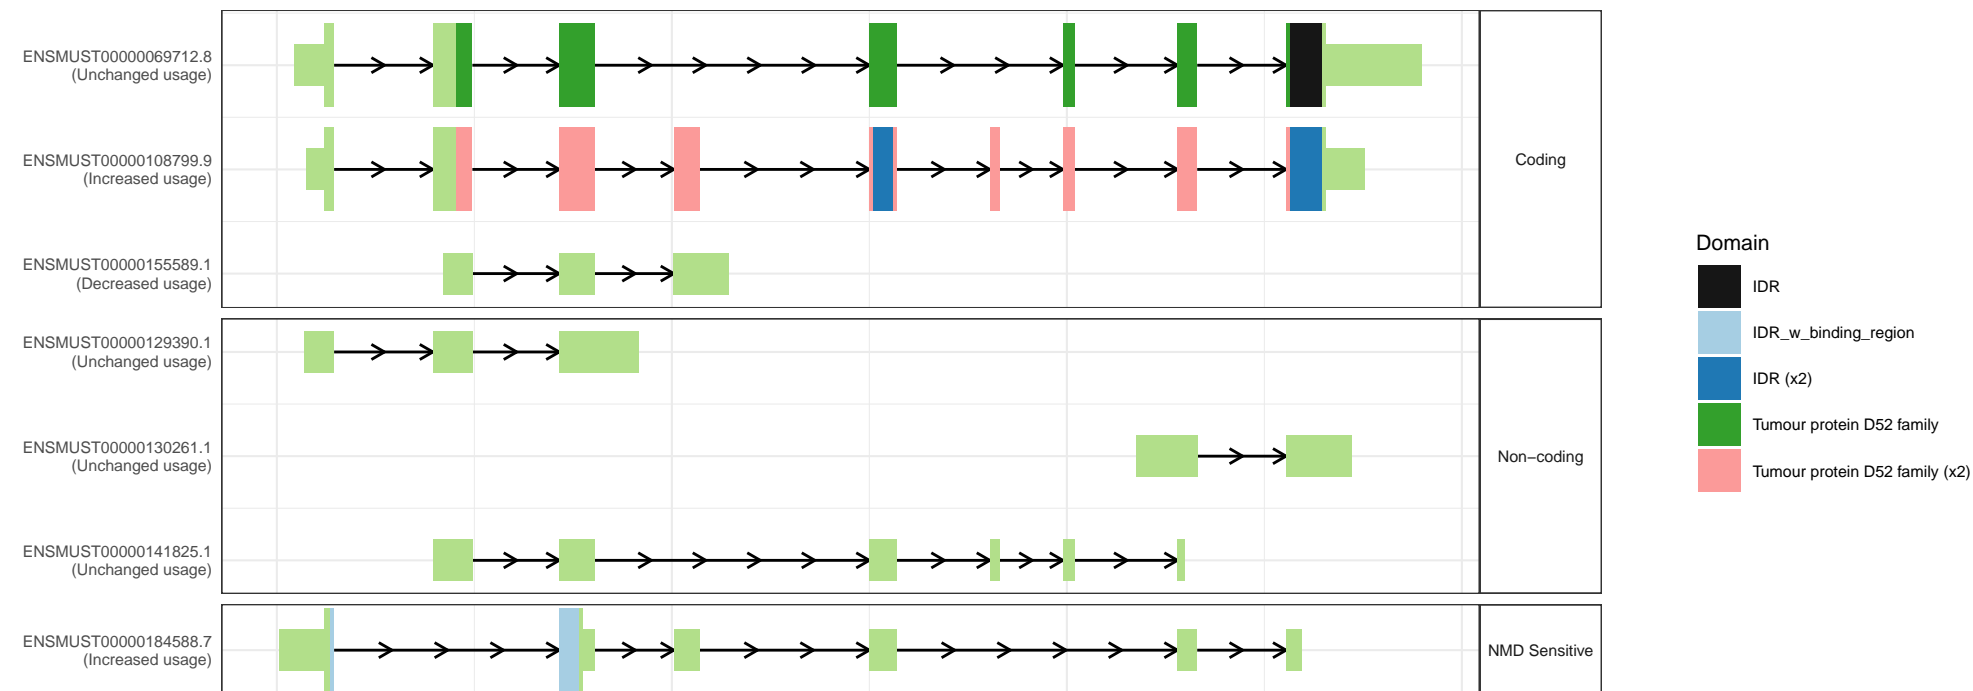 ENSMUST00000069712.8
(Unchanged usage)
ENSMUST00000108799.9
(Increased usage)
ENSMUST00000155589.1
(Decreased usage)
Coding
ENSMUST00000129390.1
(Unchanged usage)
ENSMUST00000130261.1
(Unchanged usage)
ENSMUST00000141825.1
(Unchanged usage)
Non−coding
ENSMUST00000184588.7
(Increased usage)
NMD Sensitive
Domain
IDR
IDR_w_binding_region
IDR (x2)
Tumour protein D52 family
Tumour protein D52 family (x2)